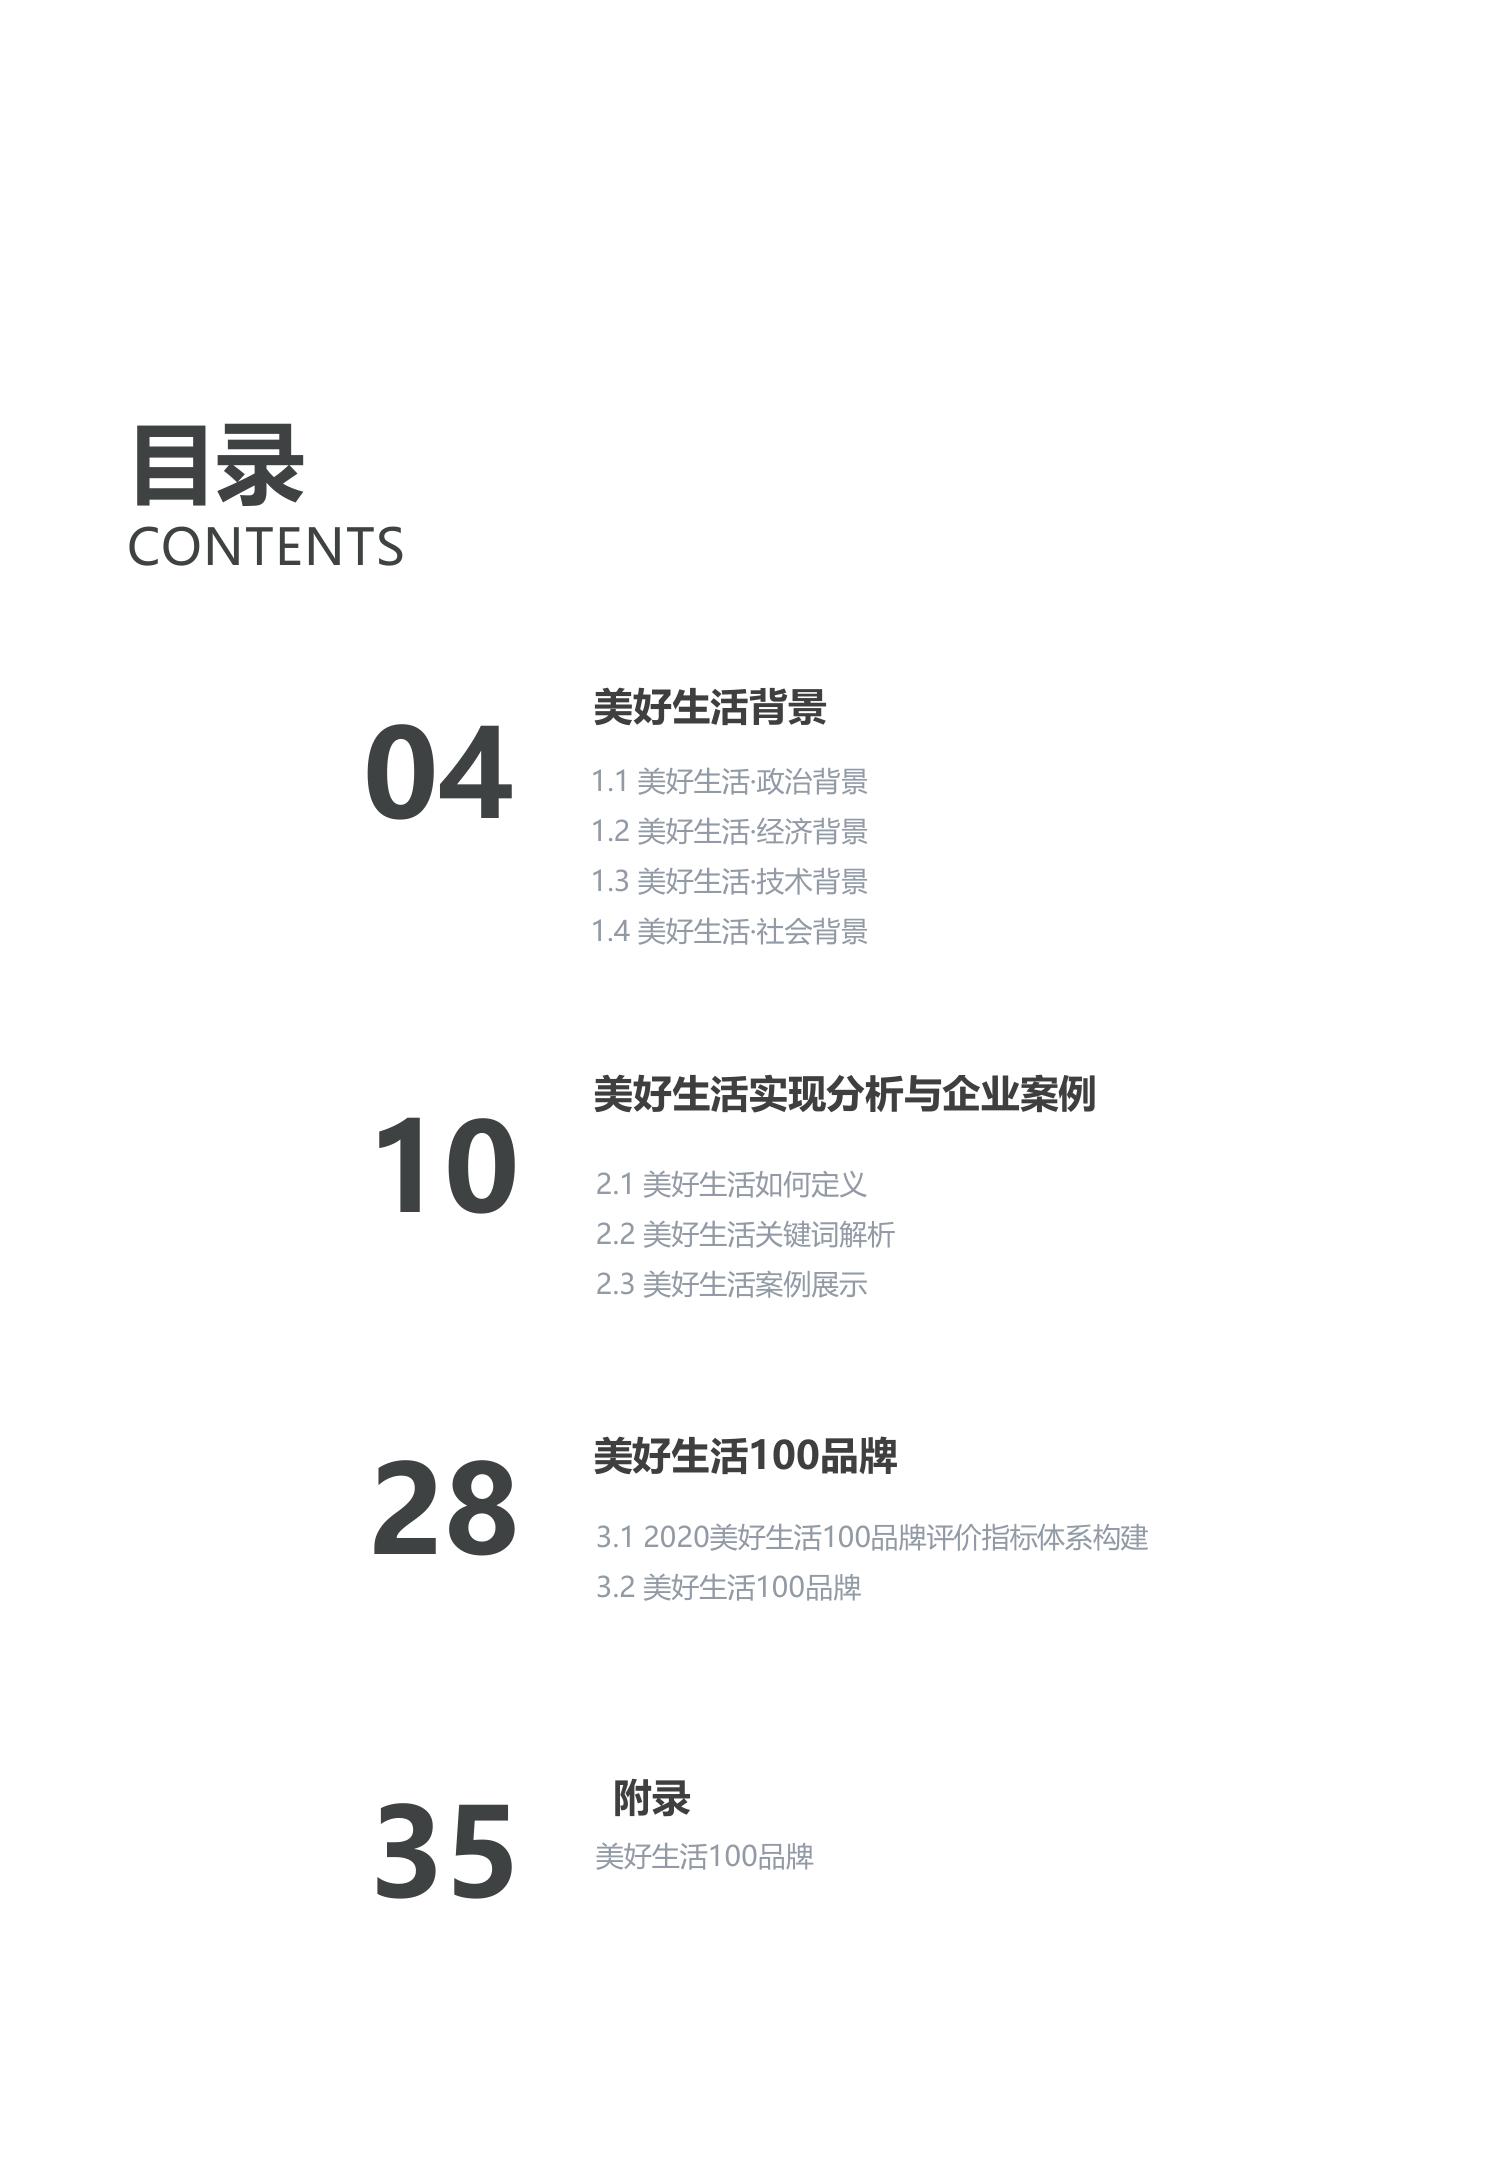 目录
CONTENTS
04
美好生活背景
1.1 美好生活·政治背景
1.2 美好生活·经济背景
1.3 美好生活·技术背景
1.4 美好生活·社会背景
10
美好生活实现分析与企业案例
2.1 美好生活如何定义
2.2 美好生活关键词解析
2.3 美好生活案例展示
28
美好生活100品牌
3.1 2020美好生活100品牌评价指标体系构建
3.2 美好生活100品牌
35
附录
美好生活100品牌